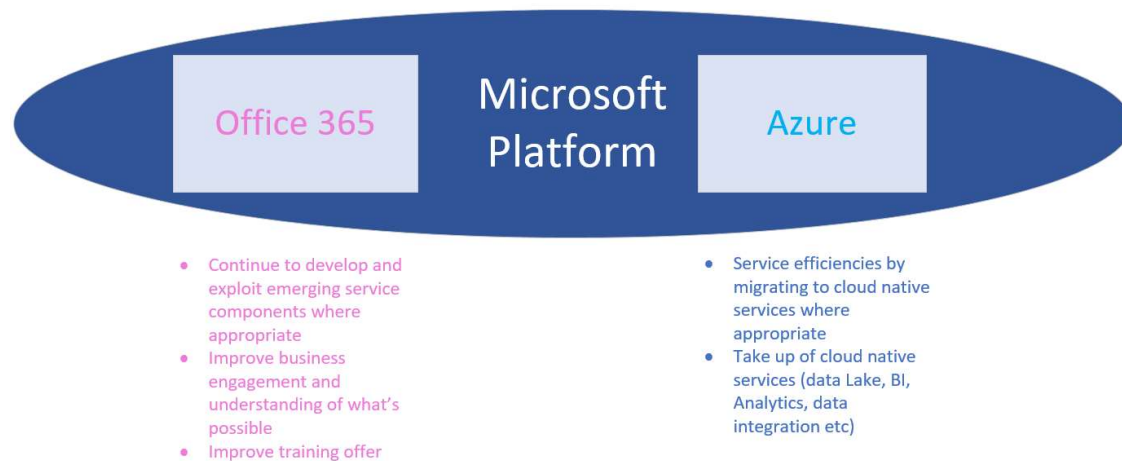 Office 365
Microsoft
Platform
Azure
• Continue to develop and
exploit emerging service
components where
appropriate
• Improve business
engagement and
understanding of what's
possible
• Improve training offer
• Service efficiencies by
migrating to cloud native
services where
appropriate
• Take up of cloud native
services (data Lake, BI,
Analytics, data
integration etc)